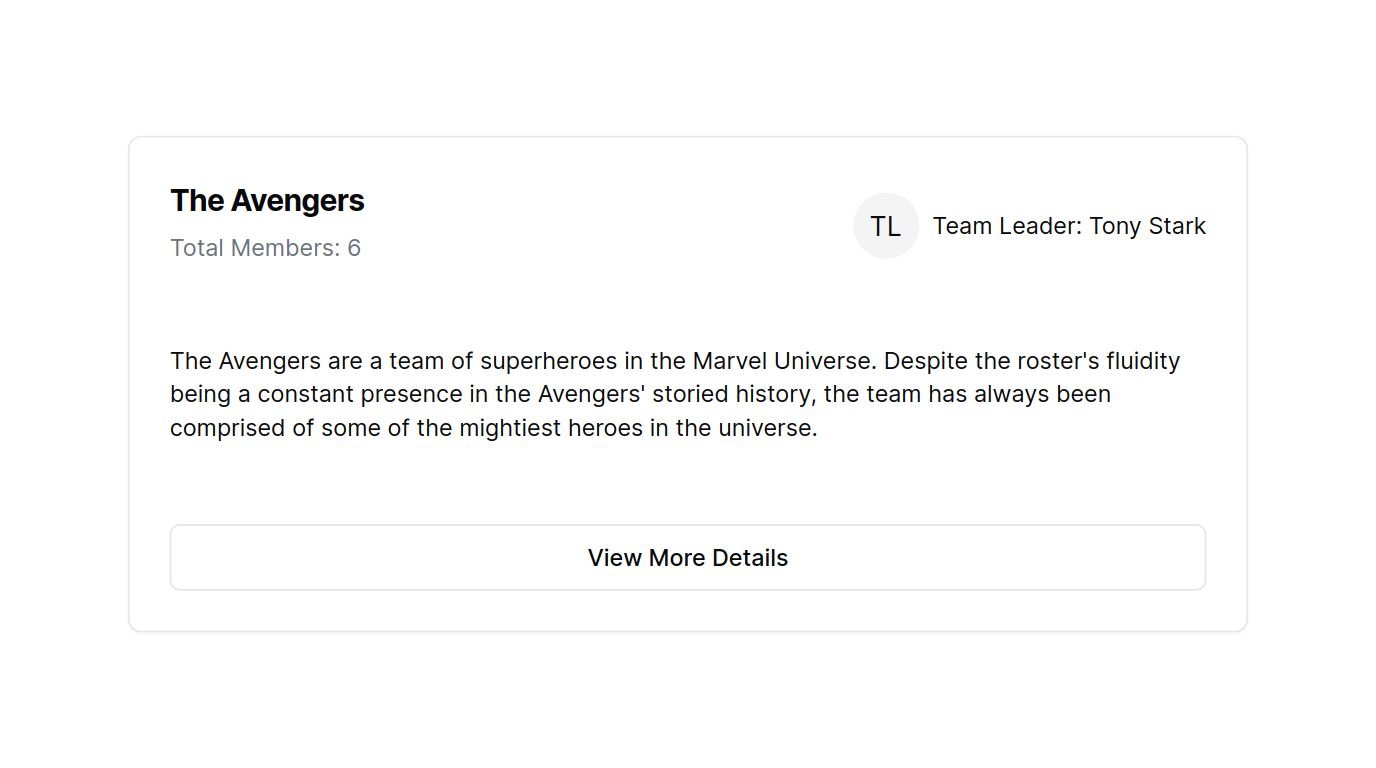 The Avengers
Total Members: 6
TL
Team Leader: Tony Stark
The Avengers are a team of superheroes in the Marvel Universe. Despite the roster's fluidity
being a constant presence in the Avengers' storied history, the team has always been
comprised of some of the mightiest heroes in the universe.
View More Details